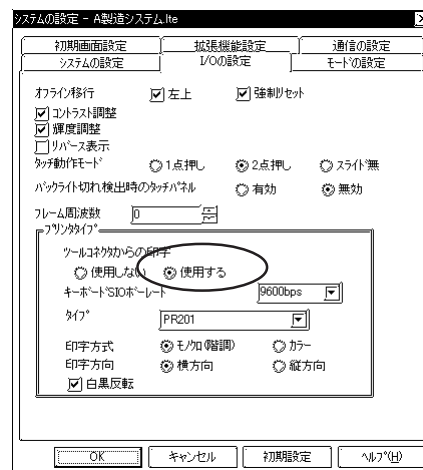 システムの設定 - A製造システム.lte
初期画面設定 拡張機能設定 通信の設定
システムの設定 I/Oの設定 モードの設定
オフライン移行 左上 強制リセット
コントラスト調整
輝度調整
リバース表示
タッチ動作モード 1点押し 2点押し スライド無
バックライト切れ検出時のタッチパネル 有効 無効
フレーム周波数 0
プリンタタイプ
ツールコネクタからの印字
使用しない 使用する
キーボードSIOボーレート 9600bps
タイプ PR201
印字方式 モノクロ(階調) カラー
印字方向 横方向 縦方向
白黒反転
OK キャンセル 初期設定 ヘルプ(H)